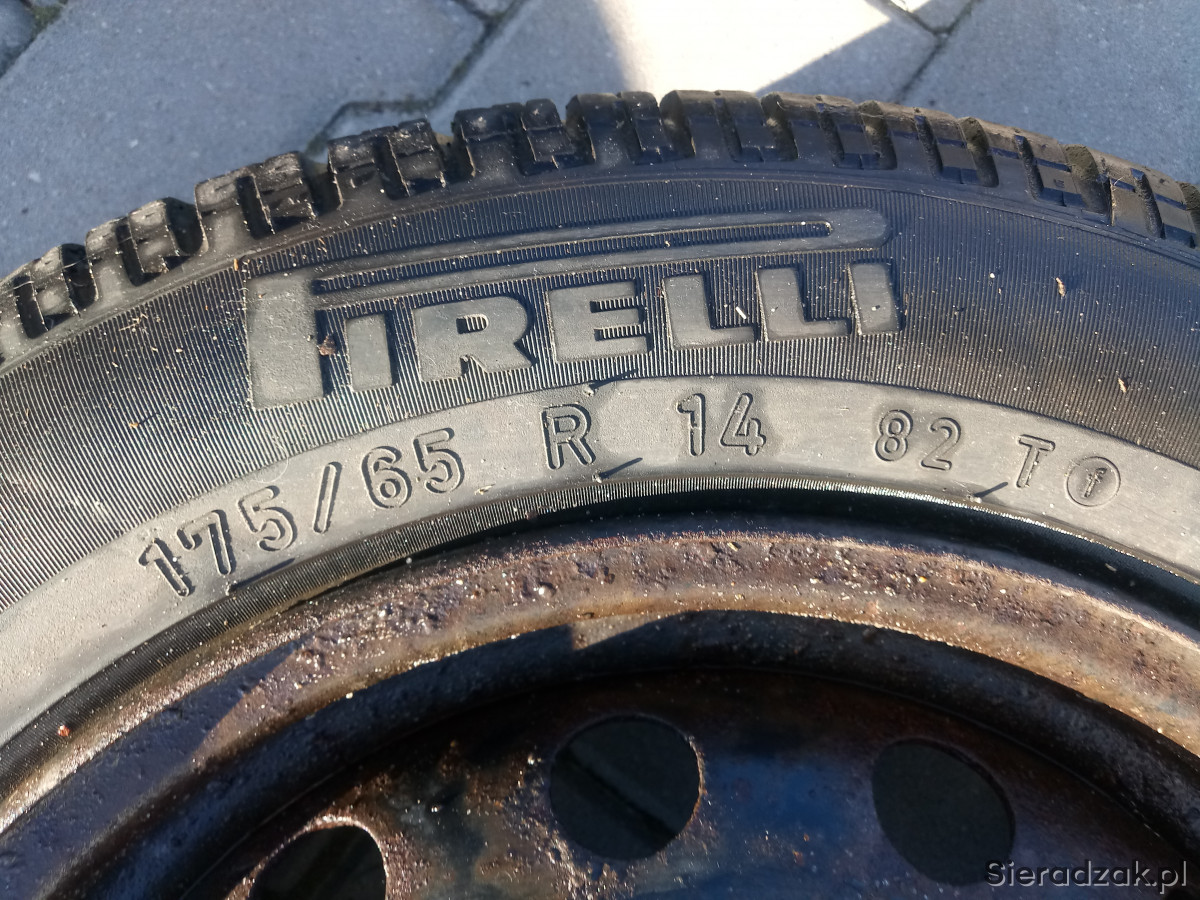 PIRELLI
175/65 R 14 82 T f
Sieradzak.pl